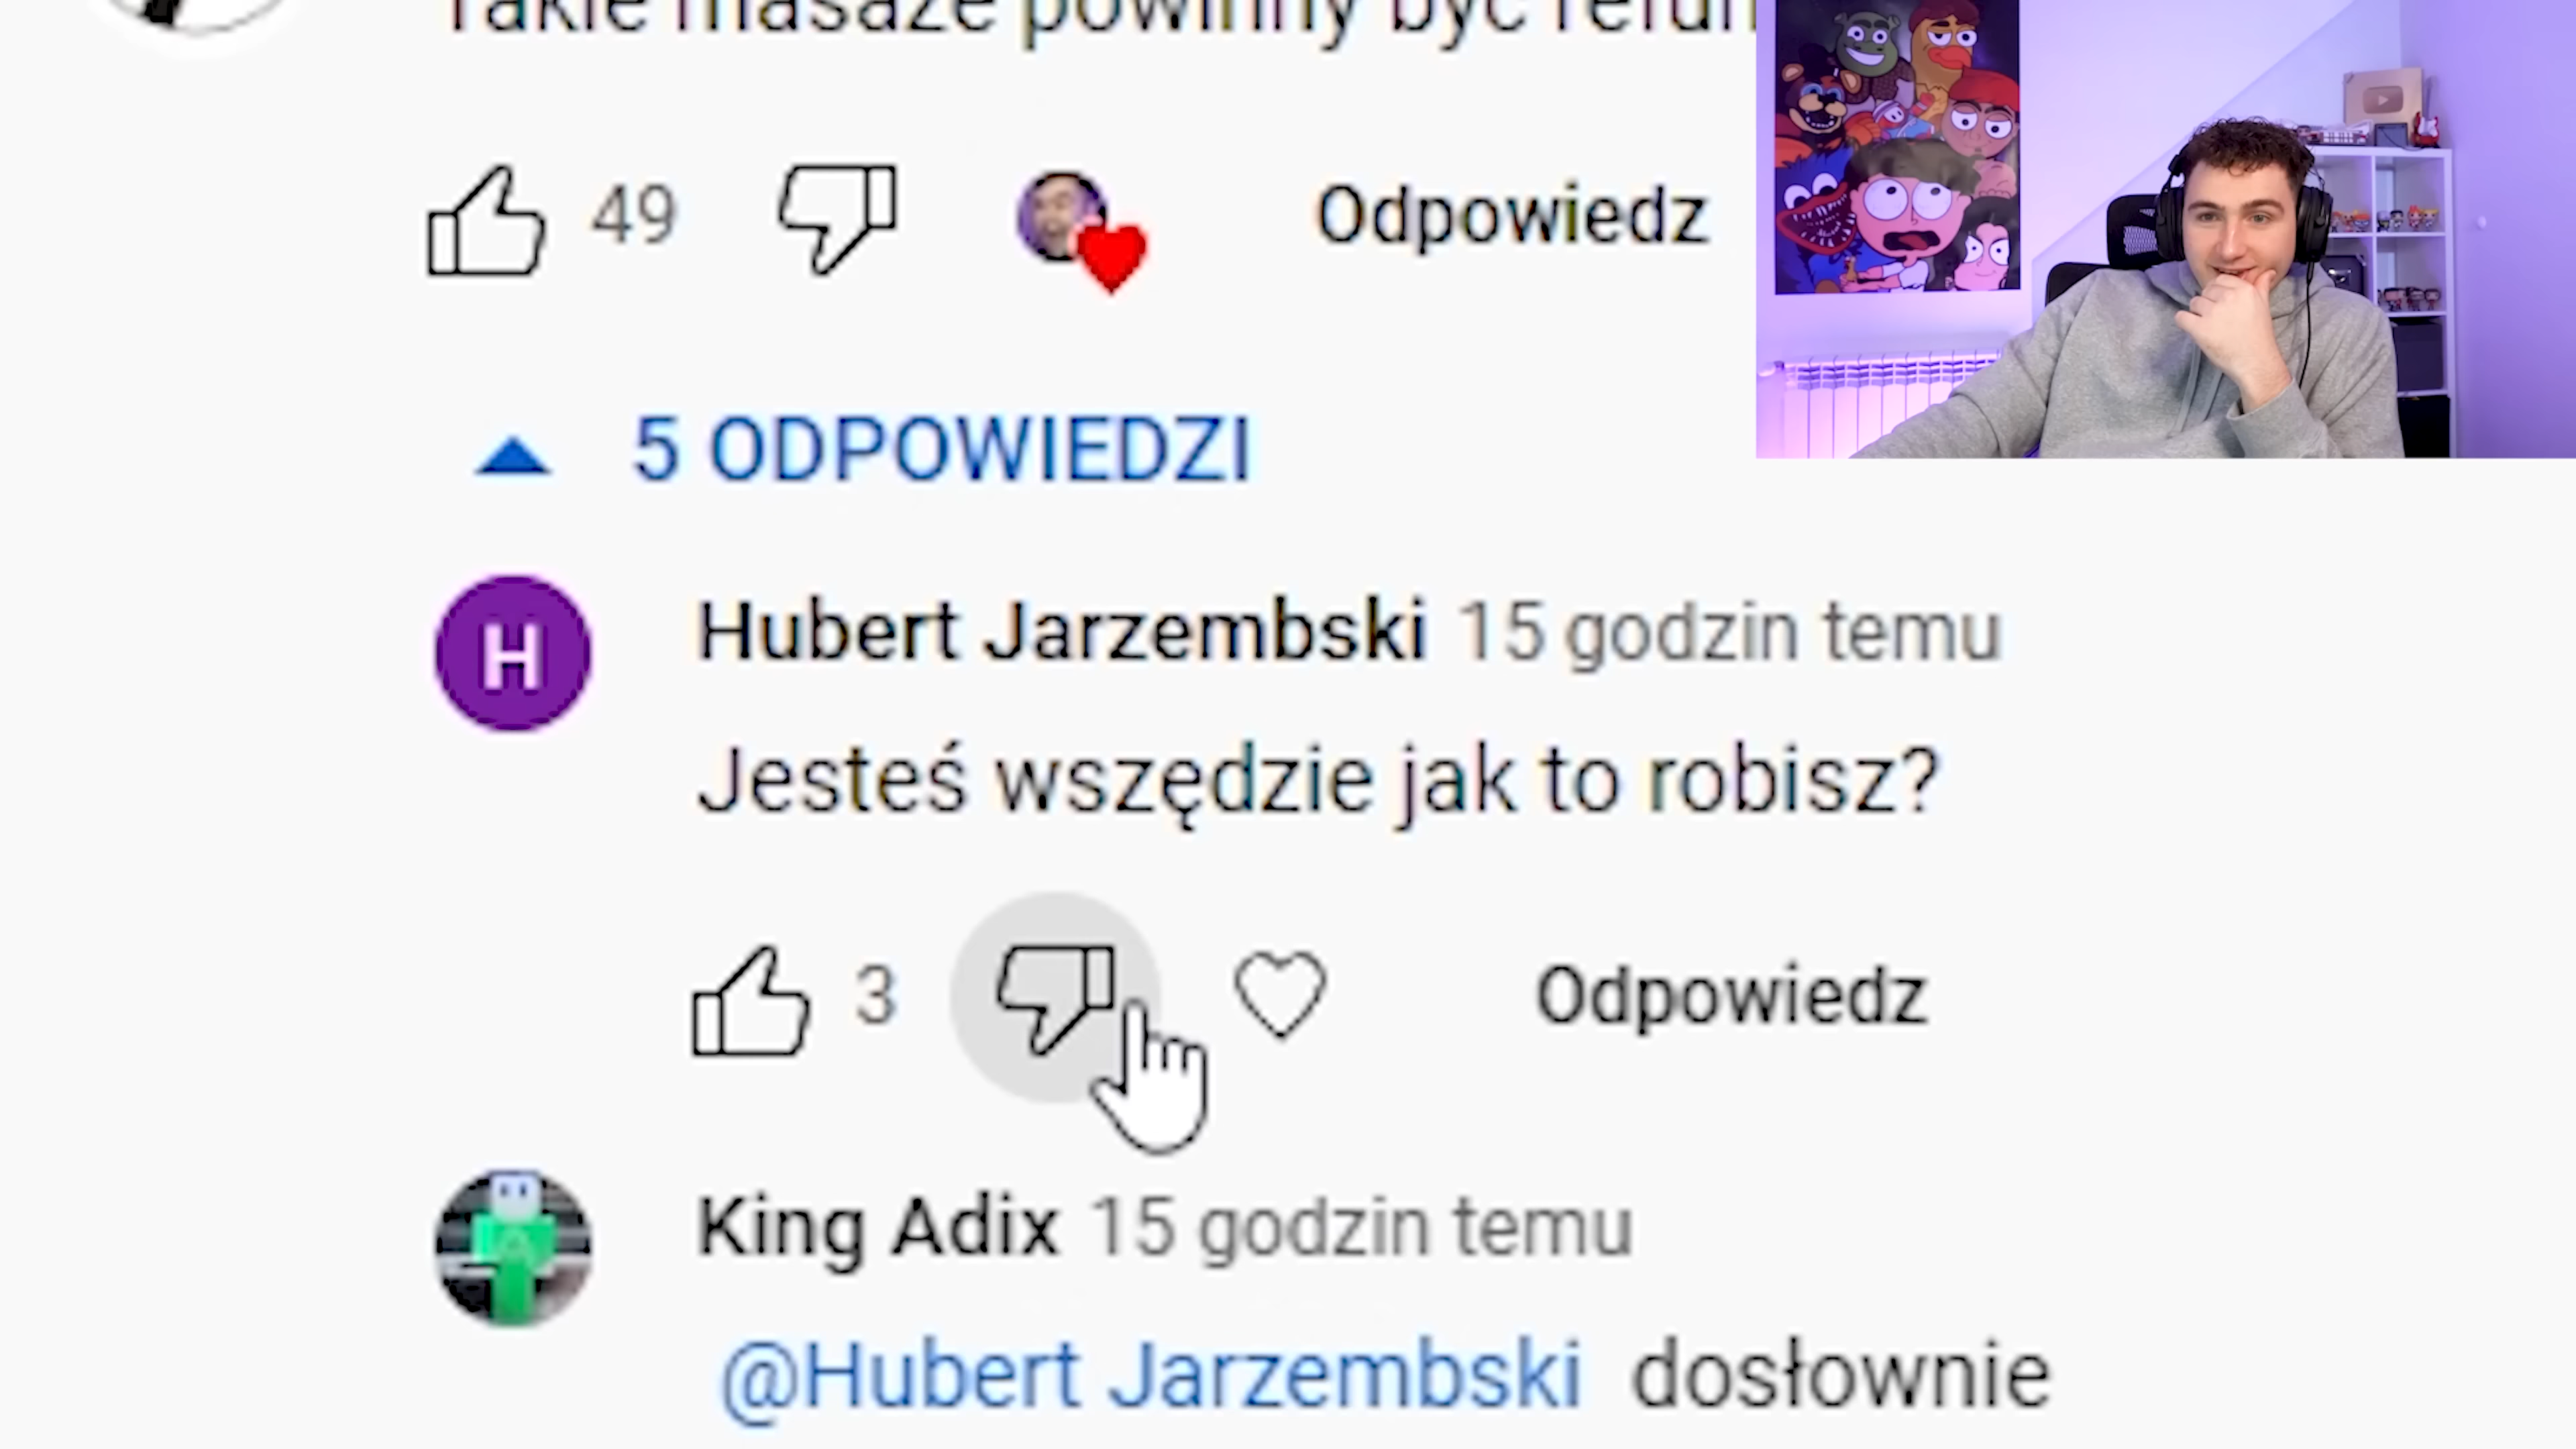 Takie masaże powinny być refun
49
Odpowiedz
5 ODPOWIEDZI
H
Hubert Jarzembski 15 godzin temu
Jesteś wszędzie jak to robisz?
3
Odpowiedz
King Adix 15 godzin temu
@Hubert Jarzembski dosłownie